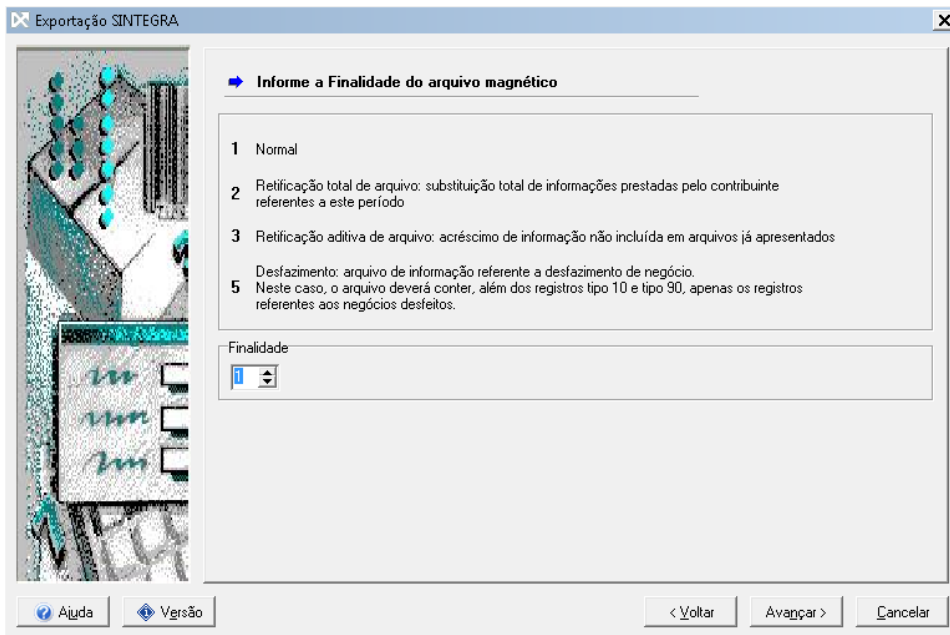 Exportação SINTEGRA
Informe a Finalidade do arquivo magnético
1 Normal
2 Retificação total de arquivo: substituição total de informações prestadas pelo contribuinte
referentes a este período
3 Retificação aditiva de arquivo: acréscimo de informação não incluída em arquivos já apresentados
Desfazimento: arquivo de informação referente a desfazimento de negócio.
5 Neste caso, o arquivo deverá conter, além dos registros tipo 10 e tipo 90, apenas os registros
referentes aos negócios desfeitos.
Finalidade
1
Ajuda
Versão
< Voltar
Avançar >
Cancelar